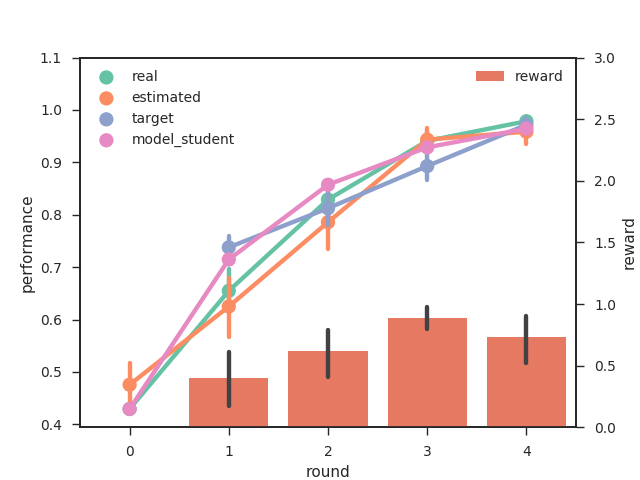 real
estimated
target
model_student
reward
1.1
1.0
0.9
0.8
0.7
0.6
0.5
0.4
performance
3.0
2.5
2.0
1.5
1.0
0.5
0.0
reward
0 1 2 3 4
round